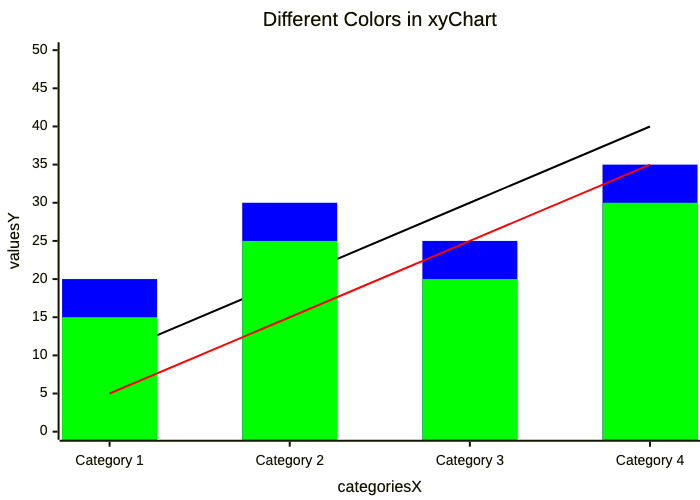 Different Colors in xyChart
valuesY
50
45
40
35
30
25
20
15
10
5
0
Category 1
Category 2
Category 3
Category 4
categoriesX